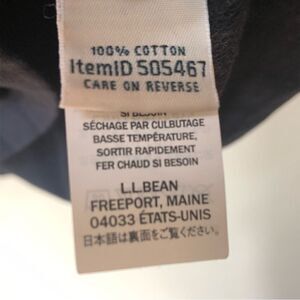 100% COTTON
ItemID 505467
CARE ON REVERSE
SI BESOIN
SÉCHAGE PAR CULBUTAGE
BASSE TEMPÉRATURE,
SORTIR RAPIDEMENT
FER CHAUD SI BESOIN
L.L.BEAN
FREEPORT, MAINE
04033 ÉTATS-UNIS
日本語は裏面をご覧ください。